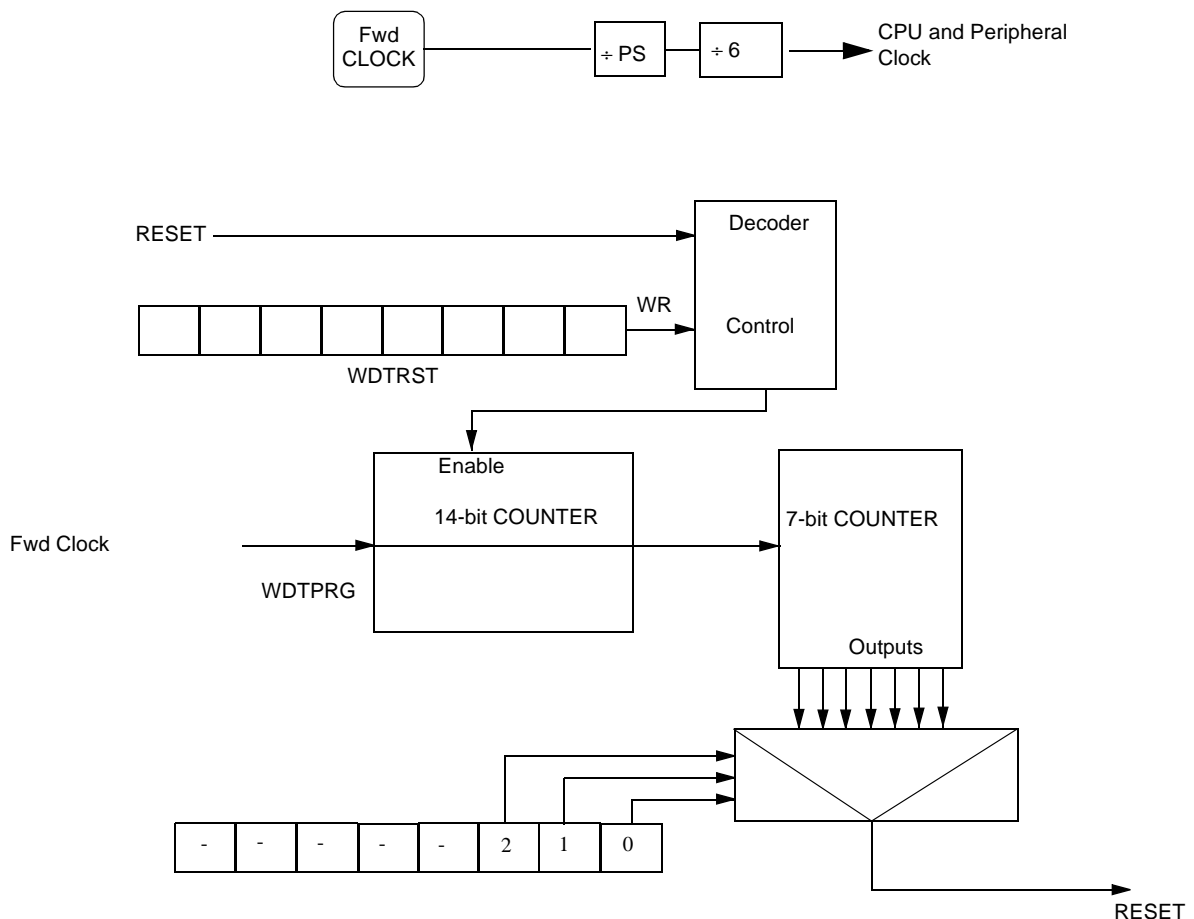 Fwd
CLOCK
÷ PS
÷ 6
CPU and Peripheral
Clock
RESET
Decoder
WR
Control
WDTRST
Enable
14-bit COUNTER
7-bit COUNTER
Fwd Clock
WDTPRG
Outputs
- - - - - 2 1 0
RESET